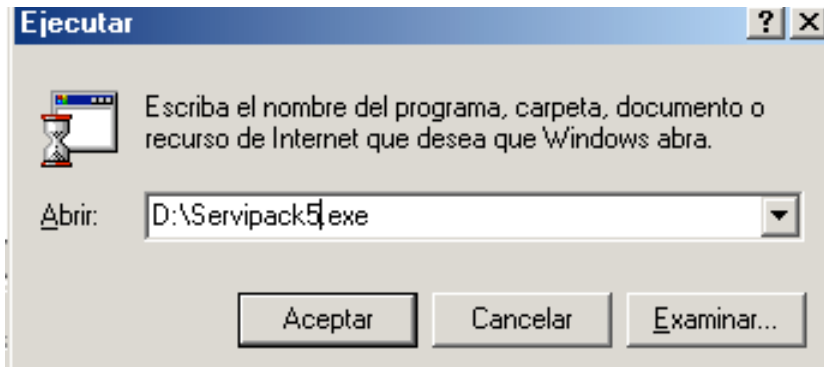 Ejecutar
Escriba el nombre del programa, carpeta, documento o
recurso de Internet que desea que Windows abra.
Abrir: D:\Servipack5.exe
Aceptar Cancelar Examinar...